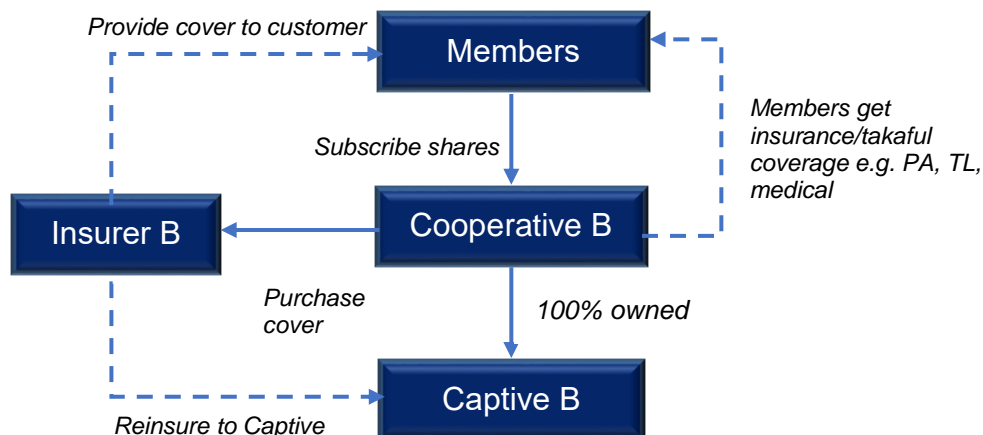 Provide cover to customer
Members
Members get
insurance/takaful
coverage e.g. PA, TL,
medical
Subscribe shares
Insurer B
Cooperative B
Purchase
cover
100% owned
Captive B
Reinsure to Captive